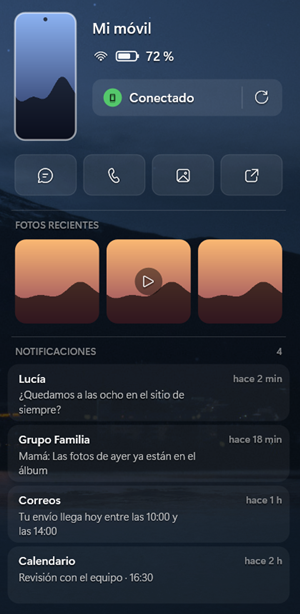 Mi móvil
72 %
Conectado
FOTOS RECIENTES
NOTIFICACIONES 4
Lucía hace 2 min
¿Quedamos a las ocho en el sitio de
siempre?
Grupo Familia hace 18 min
Mamá: Las fotos de ayer ya están en el
álbum
Correos hace 1 h
Tu envío llega hoy entre las 10:00 y
las 14:00
Calendario hace 2 h
Revisión con el equipo · 16:30